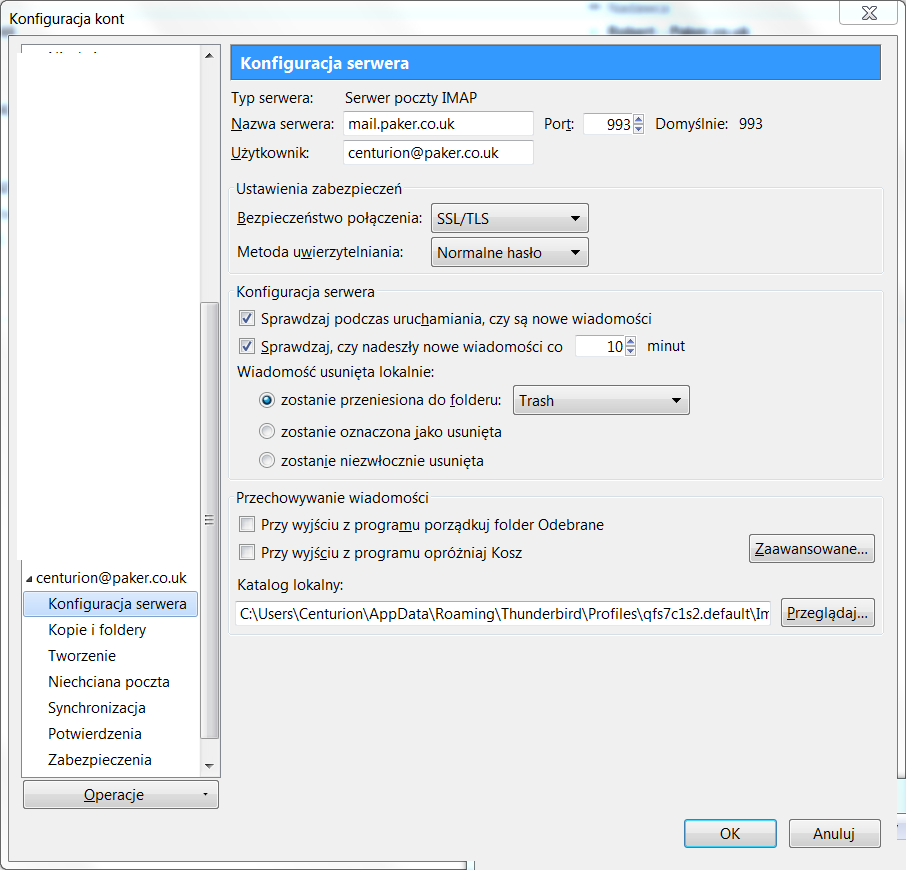 Konfiguracja kont
Konfiguracja serwera
Typ serwera: Serwer poczty IMAP
Nazwa serwera: mail.paker.co.uk Port: 993 Domyślnie: 993
Użytkownik: centurion@paker.co.uk
Ustawienia zabezpieczeń
Bezpieczeństwo połączenia: SSL/TLS
Metoda uwierzytelniania: Normalne hasło
Konfiguracja serwera
Sprawdzaj podczas uruchamiania, czy są nowe wiadomości
Sprawdzaj, czy nadeszły nowe wiadomości co 10 minut
Wiadomość usunięta lokalnie:
zostanie przeniesiona do folderu: Trash
zostanie oznaczona jako usunięta
zostanie niezwłocznie usunięta
Przechowywanie wiadomości
Przy wyjściu z programu porządkuj folder Odebrane
Przy wyjściu z programu opróżniaj Kosz
Zaawansowane...
Katalog lokalny:
C:\Users\Centurion\AppData\Roaming\Thunderbird\Profiles\qfs7c1s2.default\Im
Przeglądaj...
centurion@paker.co.uk
Konfiguracja serwera
Kopie i foldery
Tworzenie
Niechciana poczta
Synchronizacja
Potwierdzenia
Zabezpieczenia
Operacje
OK Anuluj